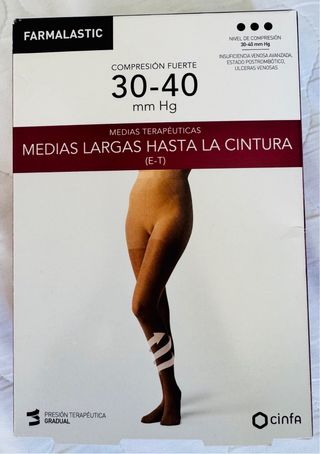 FARMALASTIC
NIVEL DE COMPRESIÓN
30-40 mm Hg
INSUFICIENCIA VENOSA AVANZADA,
ESTADO POSTROMBÓTICO,
ULCERAS VENOSAS
COMPRESIÓN FUERTE
30-40
mm Hg
MEDIAS TERAPÉUTICAS
MEDIAS LARGAS HASTA LA CINTURA
(E-T)
PRESIÓN TERAPÉUTICA
GRADUAL
cinfa